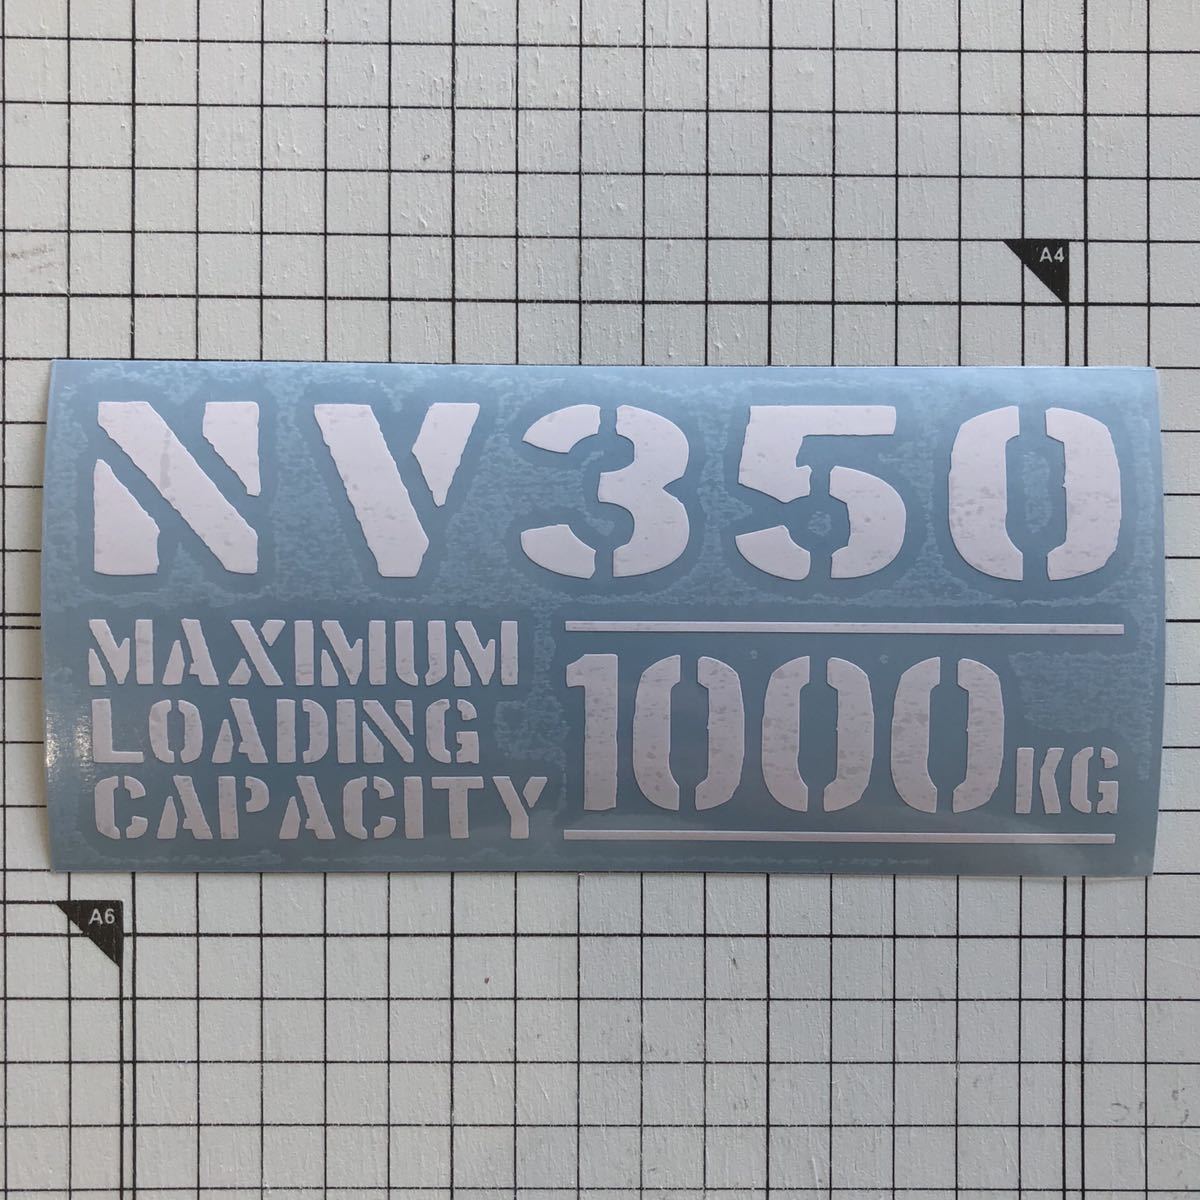 A4
NV350
MAXIMUM
LOADING
CAPACITY
1000KG
A6